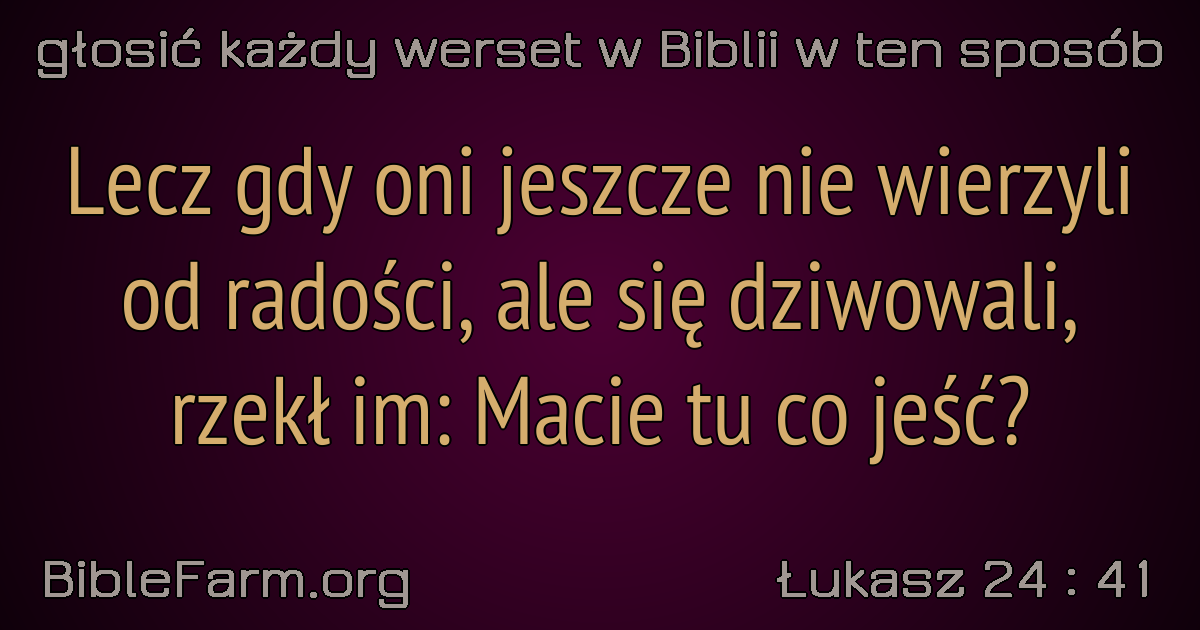 głosić każdy werset w Biblii w ten sposób
Lecz gdy oni jeszcze nie wierzyli
od radości, ale się dziwowali,
rzekł im: Macie tu co jeść?
BibleFarm.org
Łukasz 24 : 41